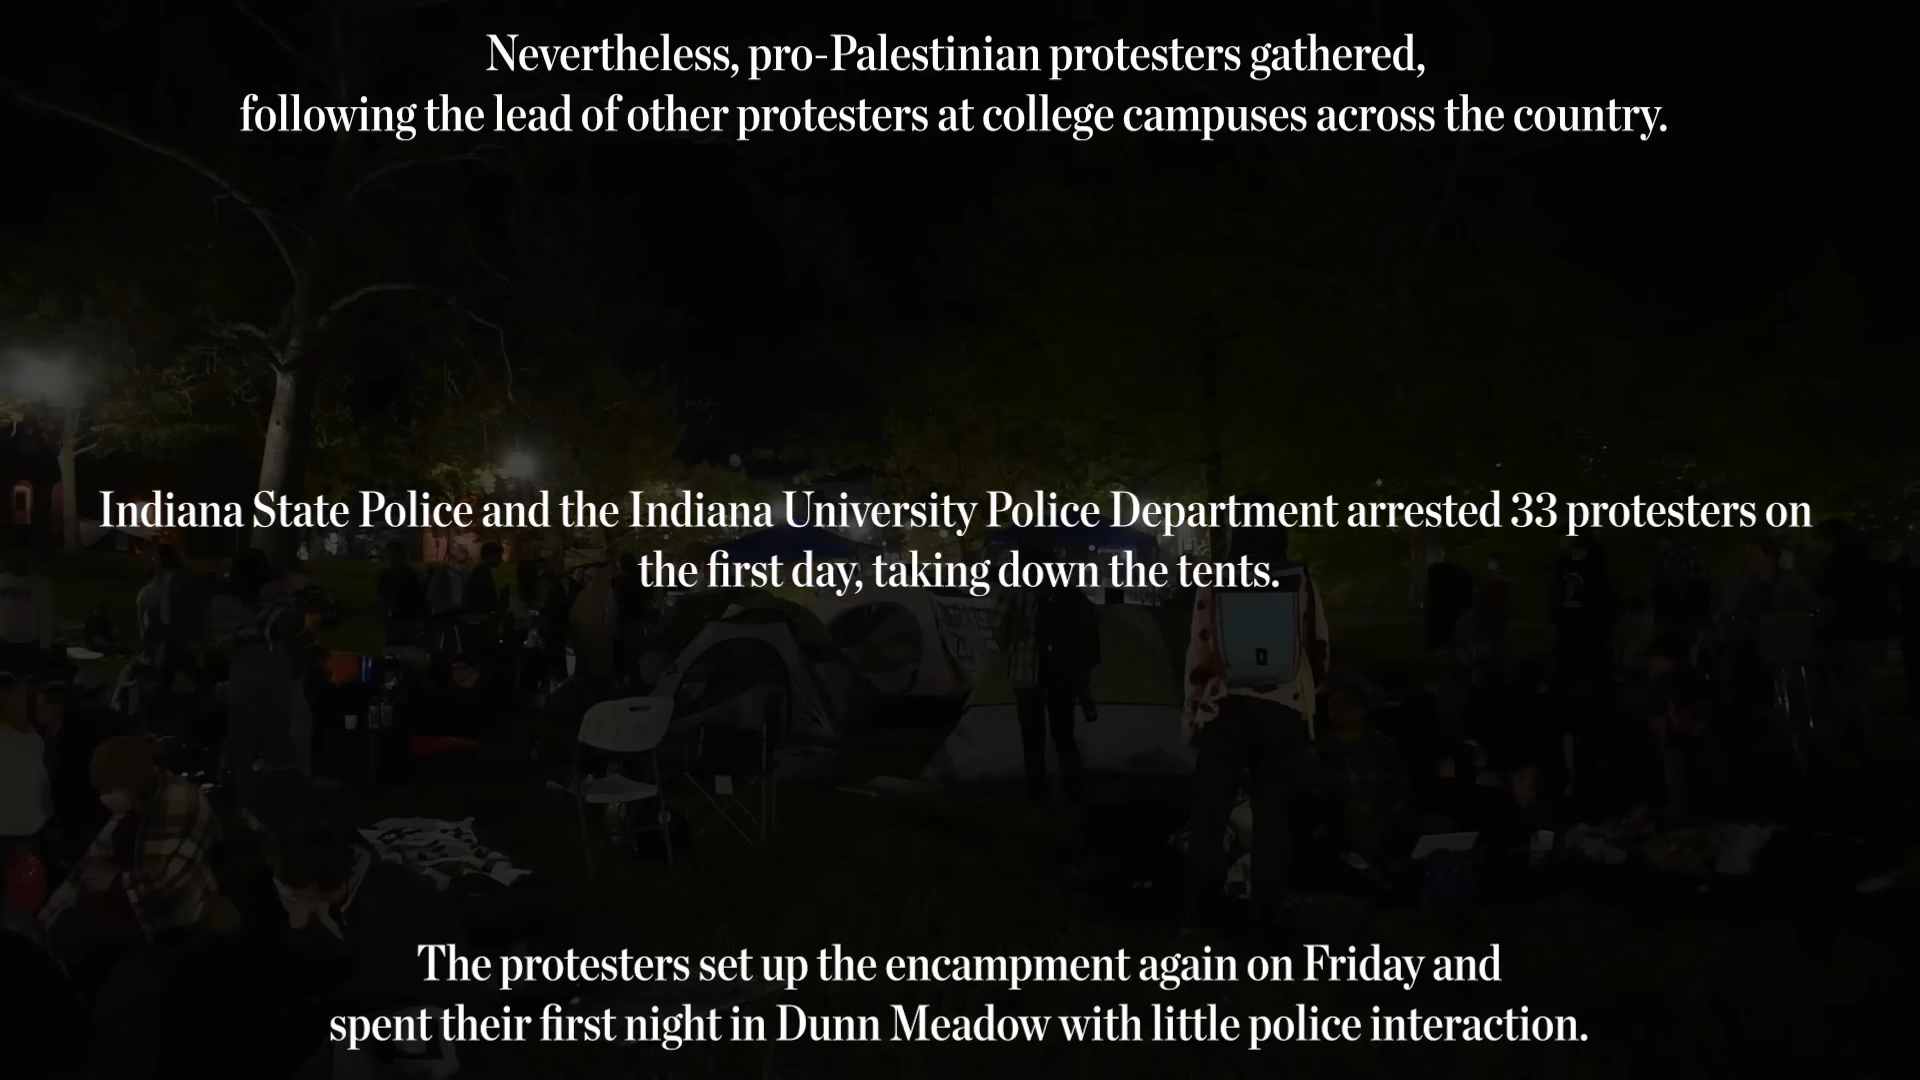 Nevertheless, pro-Palestinian protesters gathered,
following the lead of other protesters at college campuses across the country.
Indiana State Police and the Indiana University Police Department arrested 33 protesters on
the first day, taking down the tents.
The protesters set up the encampment again on Friday and
spent their first night in Dunn Meadow with little police interaction.